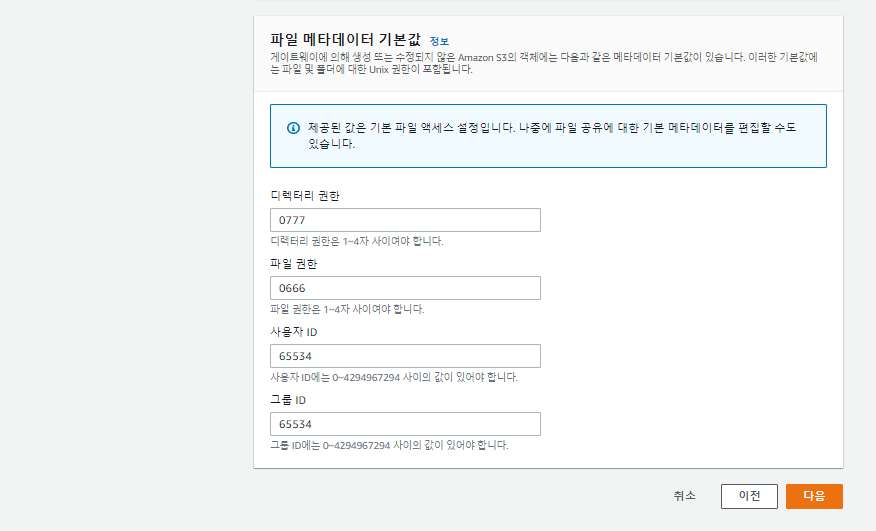 파일 메타데이터 기본값 정보
게이트웨이에 의해 생성 또는 수정되지 않은 Amazon S3의 객체에는 다음과 같은 메타데이터 기본값이 있습니다. 이러한 기본값에
는 파일 및 폴더에 대한 Unix 권한이 포함됩니다.
제공된 값은 기본 파일 액세스 설정입니다. 나중에 파일 공유에 대한 기본 메타데이터를 편집할 수도
있습니다.
디렉터리 권한
0777
디렉터리 권한은 1~4자 사이여야 합니다.
파일 권한
0666
파일 권한은 1~4자 사이여야 합니다.
사용자 ID
65534
사용자 ID에는 0~4294967294 사이의 값이 있어야 합니다.
그룹 ID
65534
그룹 ID에는 0~4294967294 사이의 값이 있어야 합니다.
취소 이전 다음